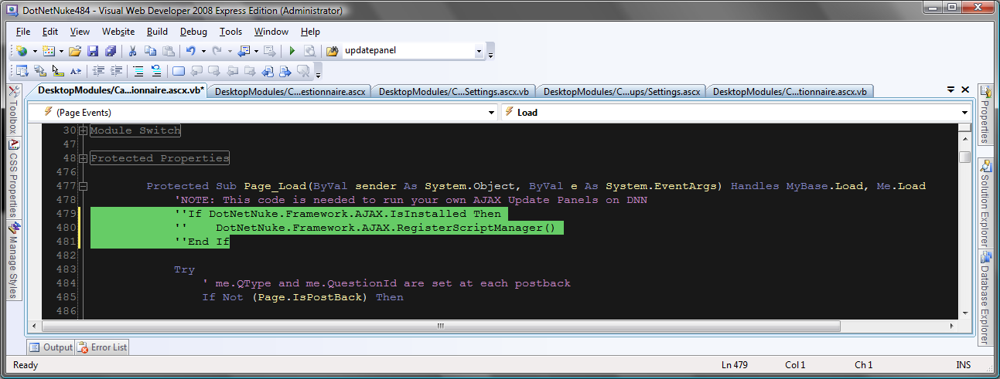 DotNetNuke484 - Visual Web Developer 2008 Express Edition (Administrator)
File Edit View Website Build Debug Tools Window Help
updatepanel
DesktopModules/Ca...ionnaire.ascx.vb* DesktopModules/C...estionnaire.ascx DesktopModules/C...Settings.ascx.vb DesktopModules/C...ups/Settings.ascx DesktopModules/C...tionnaire.ascx.vb
(Page Events) Load
30 Module Switch
47
48 Protected Properties
476
477 Protected Sub Page_Load(ByVal sender As System.Object, ByVal e As System.EventArgs) Handles MyBase.Load, Me.Load
478 'NOTE: This code is needed to run your own AJAX Update Panels on DNN
479 ''If DotNetNuke.Framework.AJAX.IsInstalled Then
480 '' DotNetNuke.Framework.AJAX.RegisterScriptManager()
481 ''End If
482
483 Try
484 ' me.QType and me.QuestionId are set at each postback
485 If Not (Page.IsPostBack) Then
486
Toolbox
CSS Properties
Manage Styles
Properties
Solution Explorer
Database Explorer
Output Error List
Ready Ln 479 Col 1 Ch 1 INS